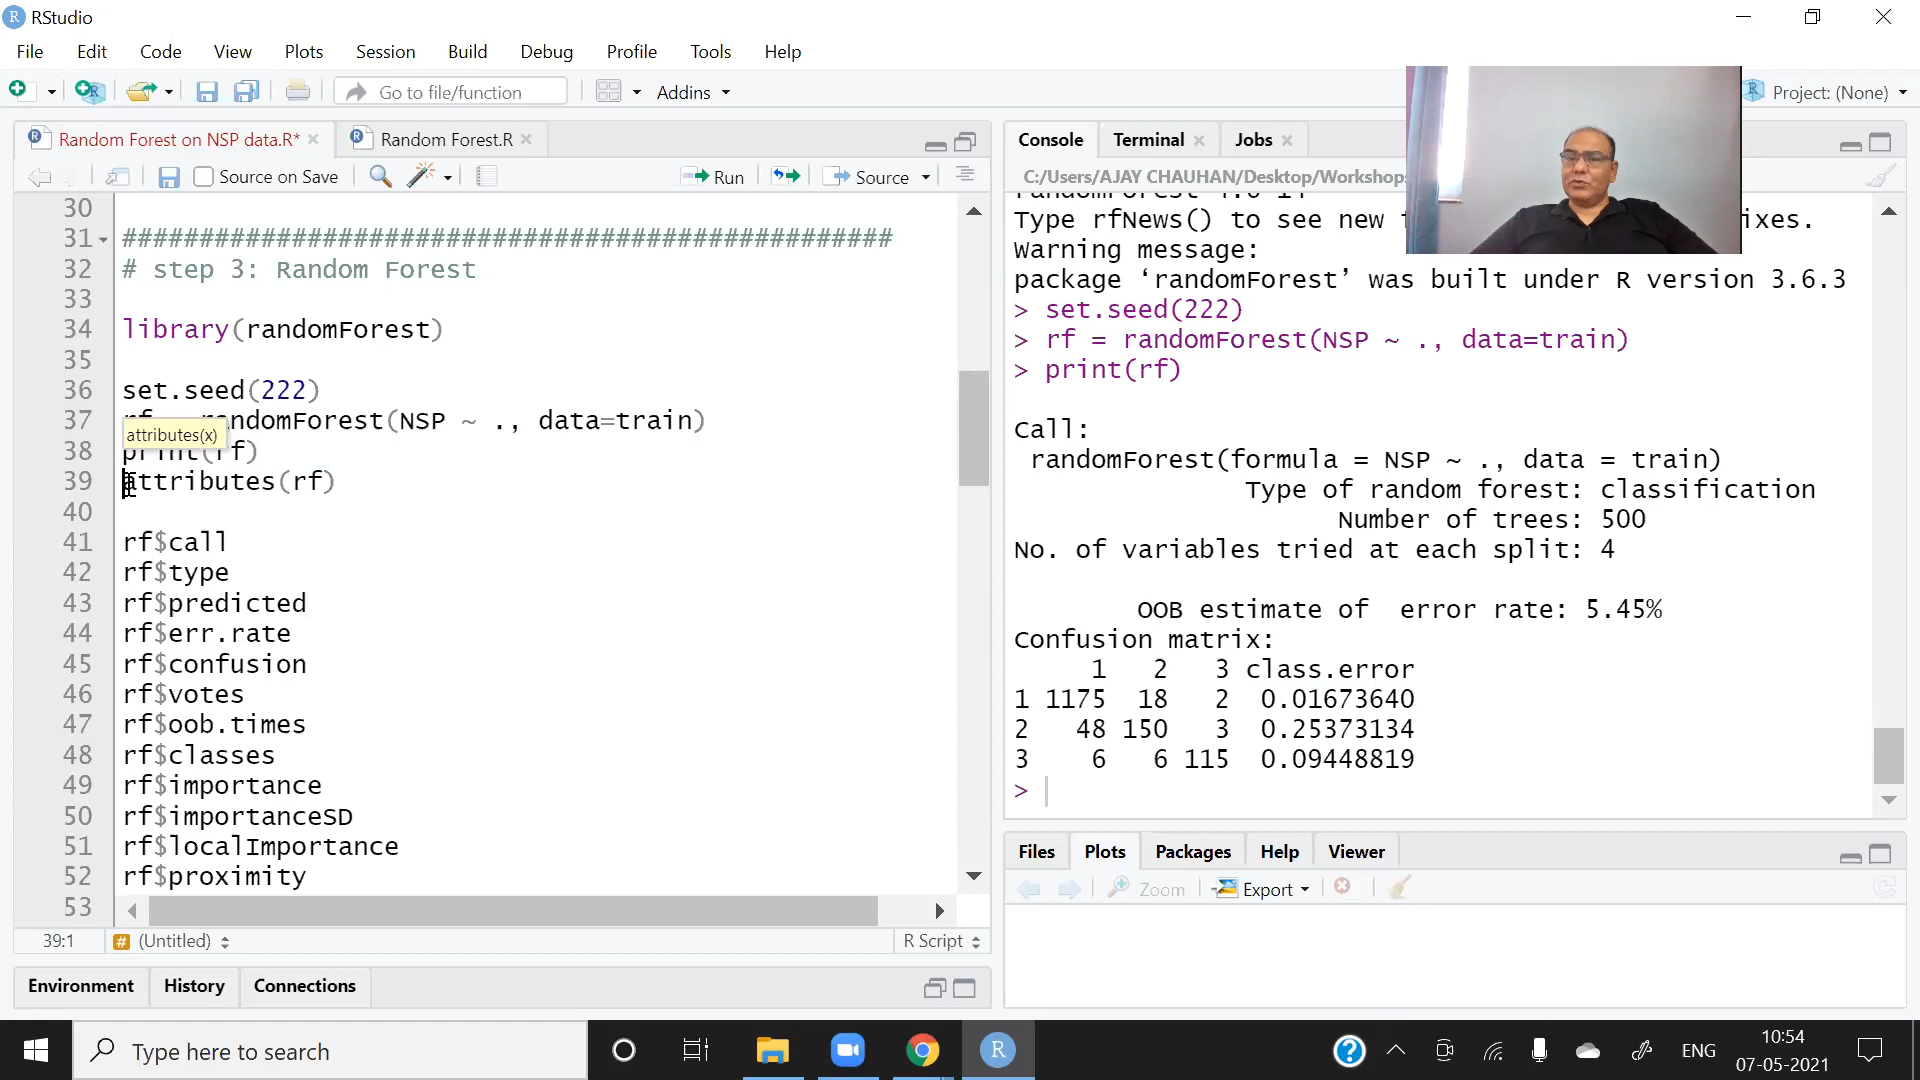 RStudio
File Edit Code View Plots Session Build Debug Profile Tools Help
Go to file/function Addins Project: (None)
Random Forest on NSP data.R* Random Forest.R
Source on Save Run Source
30
31 ##################################################
32 # step 3: Random Forest
33
34 library(randomForest)
35
36 set.seed(222)
37 randomForest(NSP ~ ., data=train)
attributes(x)
38 print(rf)
39 attributes(rf)
40
41 rf$call
42 rf$type
43 rf$predicted
44 rf$err.rate
45 rf$confusion
46 rf$votes
47 rf$oob.times
48 rf$classes
49 rf$importance
50 rf$importanceSD
51 rf$localImportance
52 rf$proximity
53
39:1 # (Untitled) R Script
Environment History Connections
Console Terminal Jobs
C:/Users/AJAY CHAUHAN/Desktop/Workshop
Type rfNews() to see new ixes.
Warning message:
package ‘randomForest’ was built under R version 3.6.3
> set.seed(222)
> rf = randomForest(NSP ~ ., data=train)
> print(rf)
Call:
randomForest(formula = NSP ~ ., data = train)
Type of random forest: classification
Number of trees: 500
No. of variables tried at each split: 4
OOB estimate of  error rate: 5.45%
Confusion matrix:
1 2 3 class.error
1 1175 18 2 0.01673640
2 48 150 3 0.25373134
3 6 6 115 0.09448819
>
Files Plots Packages Help Viewer
Zoom Export
Type here to search
ENG
10:54
07-05-2021